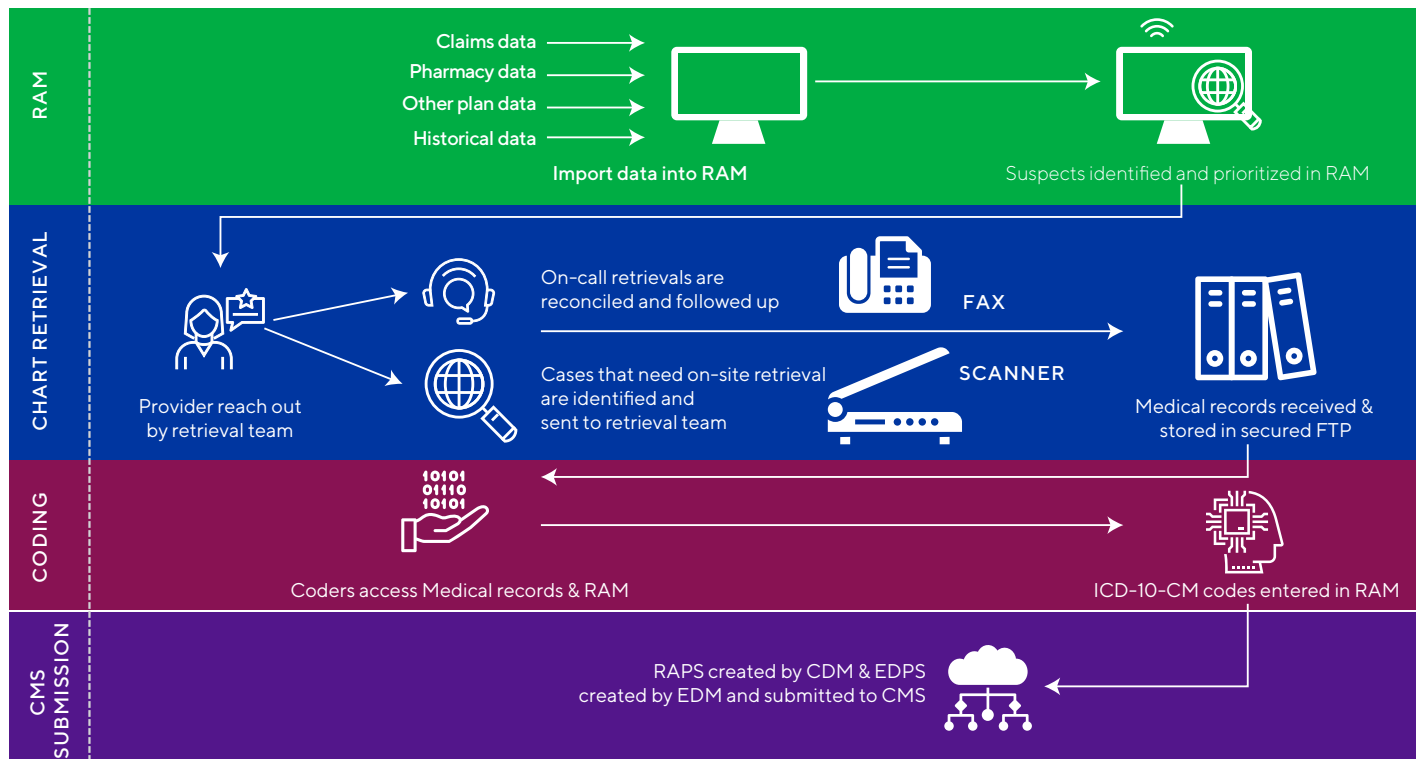 RAM
Claims data
Pharmacy data
Other plan data
Historical data
Import data into RAM
Suspects identified and prioritized in RAM
CHART RETRIEVAL
Provider reach out
by retrieval team
On-call retrievals are
reconciled and followed up
FAX
Cases that need on-site retrieval
are identified and
sent to retrieval team
SCANNER
Medical records received &
stored in secured FTP
CODING
10101
01110
10101
Coders access Medical records & RAM
ICD-10-CM codes entered in RAM
CMS
SUBMISSION
RAPS created by CDM & EDPS
created by EDM and submitted to CMS